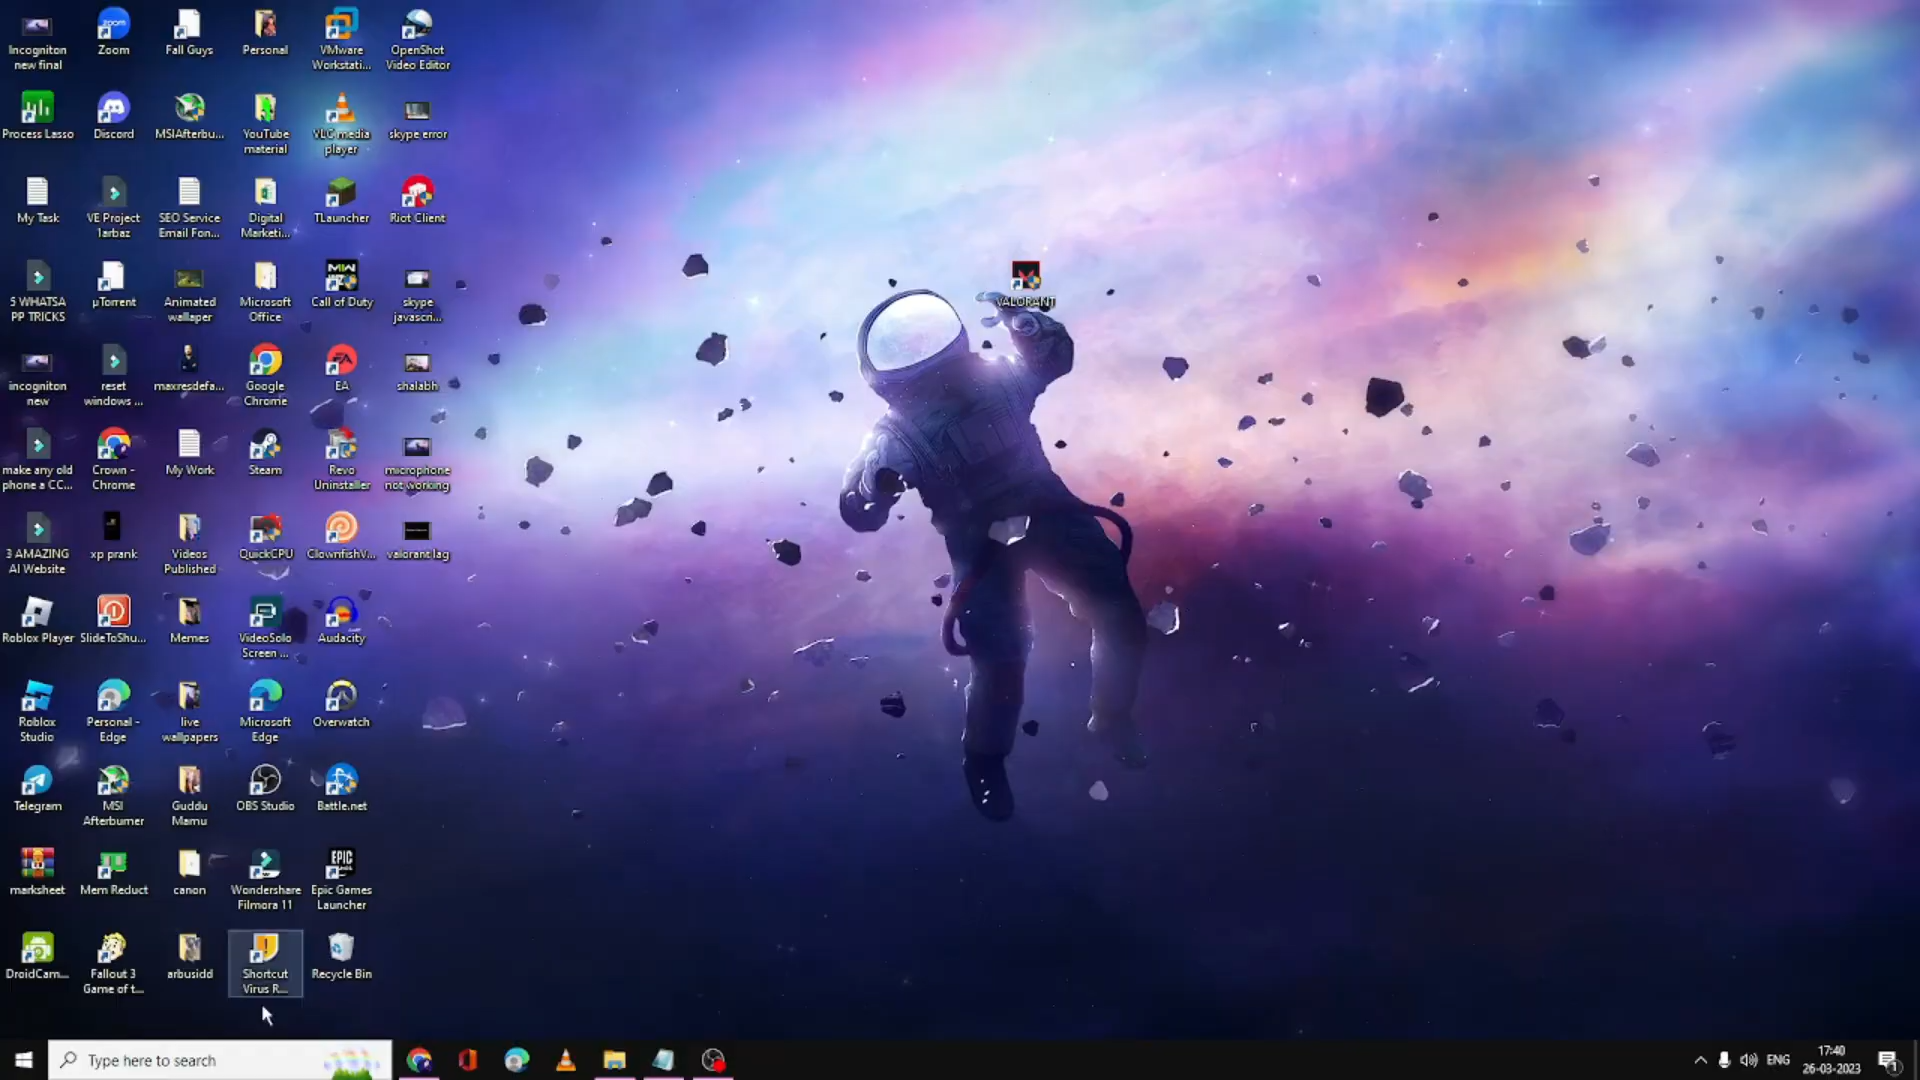 Incogniton
new final
Zoom
Fall Guys
Personal
VMware
Workstati...
OpenShot
Video Editor
Process Lasso
Discord
MSIAfterbu...
YouTube
material
VLC media
player
skype error
My Task
VE Project
1arbaz
SEO Service
Email Fon...
Digital
Marketi...
TLauncher
Riot Client
5 WHATSA
PP TRICKS
µTorrent
Animated
wallaper
Microsoft
Office
Call of Duty
skype
javascri...
VALORANT
incogniton
new
reset
windows ...
maxresdefa...
Google
Chrome
EA
shalabh
make any old
phone a CC...
Crown -
Chrome
My Work
Steam
Revo
Uninstaller
microphone
not working
3 AMAZING
AI Website
xp prank
Videos
Published
QuickCPU
ClownfishV...
valorant lag
Roblox Player
SlideToShu...
Memes
VideoSolo
Screen ...
Audacity
Roblox
Studio
Personal -
Edge
live
wallpapers
Microsoft
Edge
Overwatch
Telegram
MSI
Afterburner
Guddu
Mamu
OBS Studio
Battle.net
marksheet
Mem Reduct
canon
Wondershare
Filmora 11
Epic Games
Launcher
DroidCam...
Fallout 3
Game of t...
arbusidd
Shortcut
Virus R...
Recycle Bin
Type here to search
ENG
17:40
26-03-2023